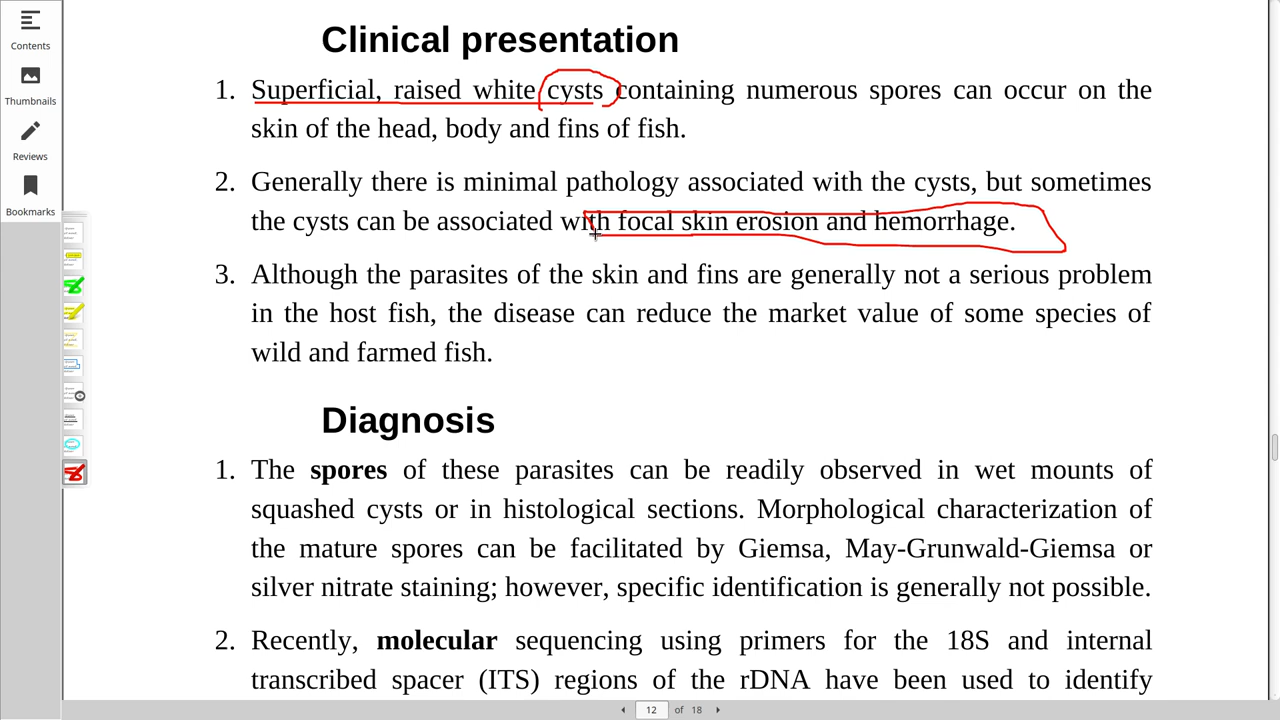 Contents
Thumbnails
Reviews
Bookmarks
Clinical presentation
1. Superficial, raised white cysts containing numerous spores can occur on the
skin of the head, body and fins of fish.
2. Generally there is minimal pathology associated with the cysts, but sometimes
the cysts can be associated with focal skin erosion and hemorrhage.
3. Although the parasites of the skin and fins are generally not a serious problem
in the host fish, the disease can reduce the market value of some species of
wild and farmed fish.
Diagnosis
1. The spores of these parasites can be readily observed in wet mounts of
squashed cysts or in histological sections. Morphological characterization of
the mature spores can be facilitated by Giemsa, May-Grunwald-Giemsa or
silver nitrate staining; however, specific identification is generally not possible.
2. Recently, molecular sequencing using primers for the 18S and internal
transcribed spacer (ITS) regions of the rDNA have been used to identify
12 of 18